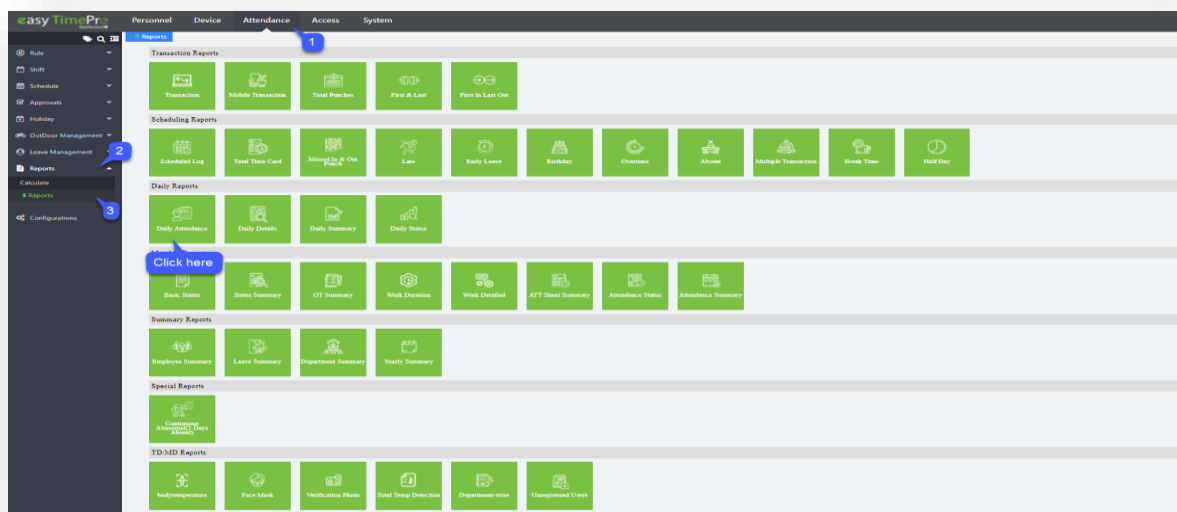 easy TimePro
Dashboard
Personnel Device Attendance Access System
1
Reports
Rule
Shift
Schedule
Approvals
Holiday
OutDoor Management
Leave Management
2
Reports
Calculate
Reports
3
Configurations
Transaction Reports
Transaction Mobile Transaction Total Punches First & Last First In Last Out
Scheduling Reports
Scheduled Log Total Time Card Missed In & Out Punch Late Early Leave Birthday Overtime Absent Multiple Transaction Break Time Half Day
Daily Reports
Daily Attendance Daily Details Daily Summary Daily Status
Click here
Basic Status Status Summary OT Summary Work Duration Work Detailed ATT Sheet Summary Attendance Status Attendance Summary
Summary Reports
Employee Summary Leave Summary Department Summary Yearly Summary
Special Reports
Continuous
Absent)
TD/MD Reports
bodytemperature Face Mask Verification Photo Total Temp Detection Department-wise Unregistered Users